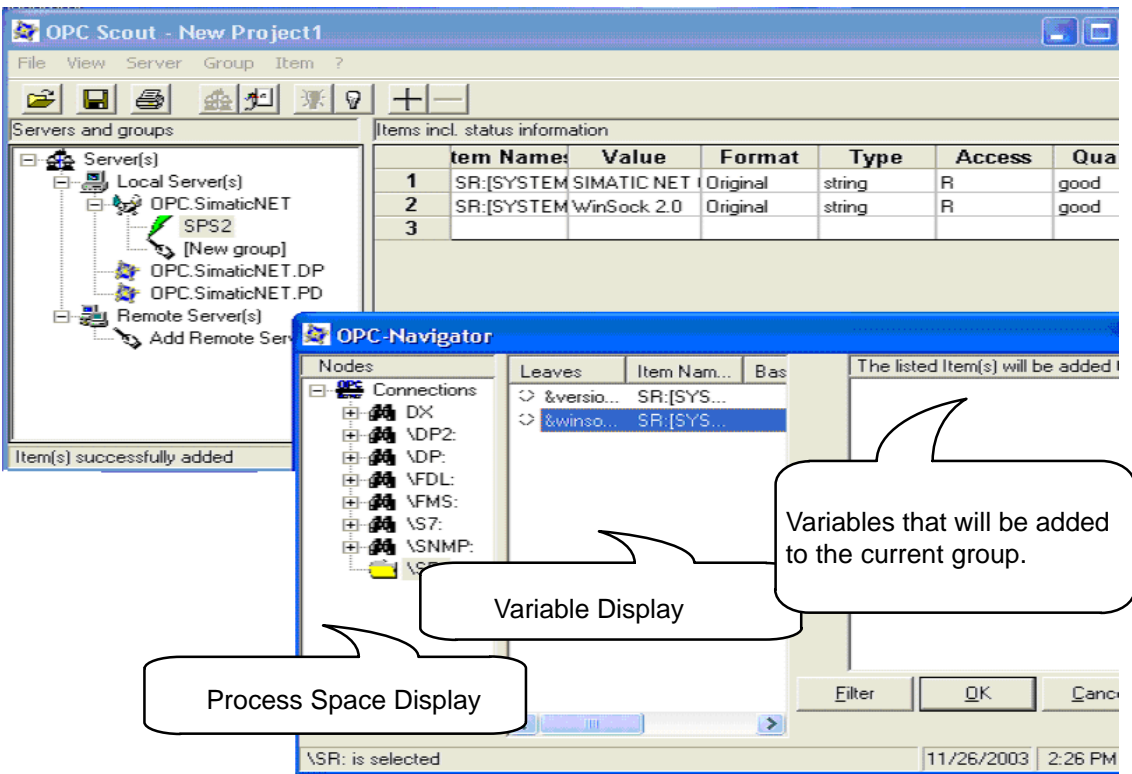 OPC Scout - New Project1
File View Server Group Item ?
Servers and groups
Items incl. status information
Server(s)
Local Server(s)
OPC.SimaticNET
SPS2
[New group]
OPC.SimaticNET.DP
OPC.SimaticNET.PD
Remote Server(s)
Add Remote Serv
tem Names Value Format Type Access Qua
1 SR:[SYSTEM SIMATIC NET Original string R good
2 SR:[SYSTEM WinSock 2.0 Original string R good
3
Item(s) successfully added
OPC-Navigator
Nodes
Connections
DX
\DP2:
\DP:
\FDL:
\FMS:
\S7:
\SNMP:
Leaves Item Nam... Bas
&versio... SR:[SYS...
&winso... SR:[SYS...
The listed Item(s) will be added t
Variables that will be added
to the current group.
Variable Display
Process Space Display
Filter OK Cance
\SR: is selected
11/26/2003 2:26 PM